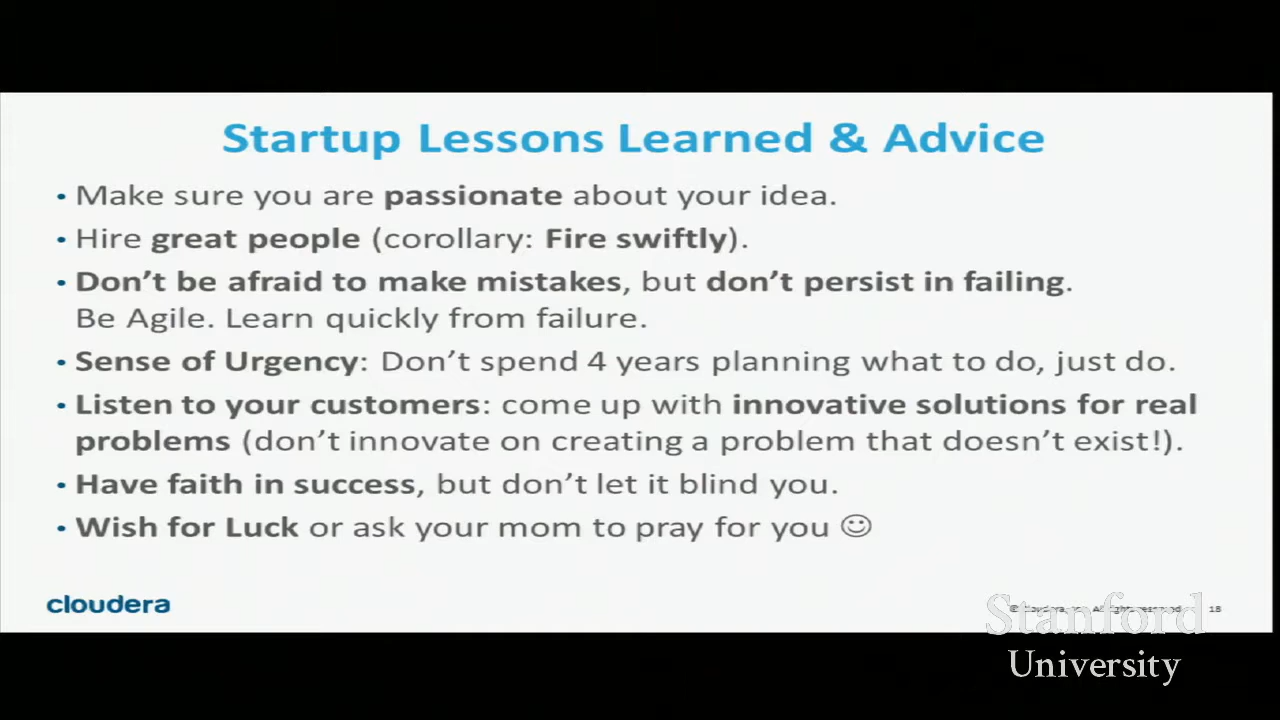 Startup Lessons Learned & Advice
• Make sure you are passionate about your idea.
• Hire great people (corollary: Fire swiftly).
• Don't be afraid to make mistakes, but don't persist in failing.
Be Agile. Learn quickly from failure.
• Sense of Urgency: Don't spend 4 years planning what to do, just do.
• Listen to your customers: come up with innovative solutions for real
problems (don't innovate on creating a problem that doesn't exist!).
• Have faith in success, but don't let it blind you.
• Wish for Luck or ask your mom to pray for you ☺
cloudera
18
Stanford
University